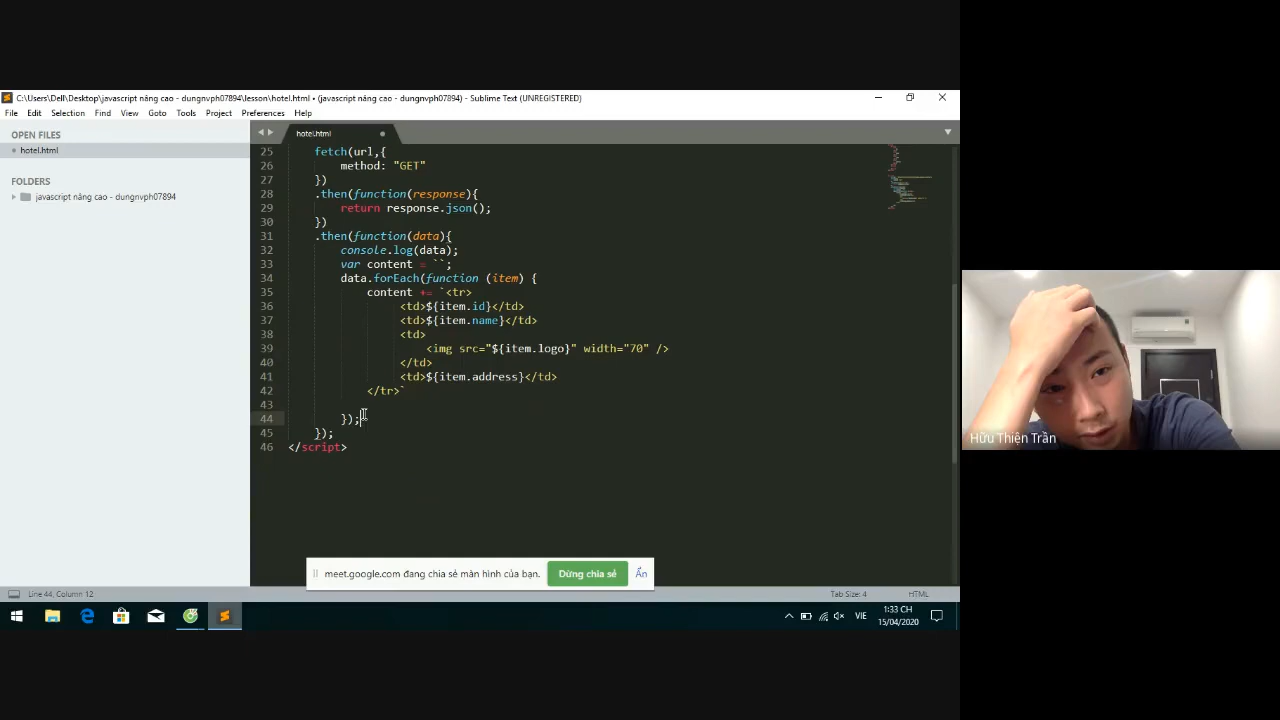 C:\Users\Dell\Desktop\javascript nâng cao - dungnvph07894\lesson\hotel.html • (javascript nâng cao - dungnvph07894) - Sublime Text (UNREGISTERED)
File Edit Selection Find View Goto Tools Project Preferences Help
OPEN FILES
hotel.html
FOLDERS
javascript nâng cao - dungnvph07894
hotel.html
25 fetch(url,{
26 method: "GET"
27 })
28 .then(function(response){
29 return response.json();
30 })
31 .then(function(data){
32 console.log(data);
33 var content = ``;
34 data.forEach(function (item) {
35 content += `<tr>
36 <td>${item.id}</td>
37 <td>${item.name}</td>
38 <td>
39 <img src="${item.logo}" width="70" />
40 </td>
41 <td>${item.address}</td>
42 </tr>`
43
44 });
45 });
46 </script>
Hữu Thiện Trần
meet.google.com đang chia sẻ màn hình của bạn. Dừng chia sẻ Ẩn
Line 44, Column 12 Tab Size: 4 HTML
VIE
1:33 CH
15/04/2020